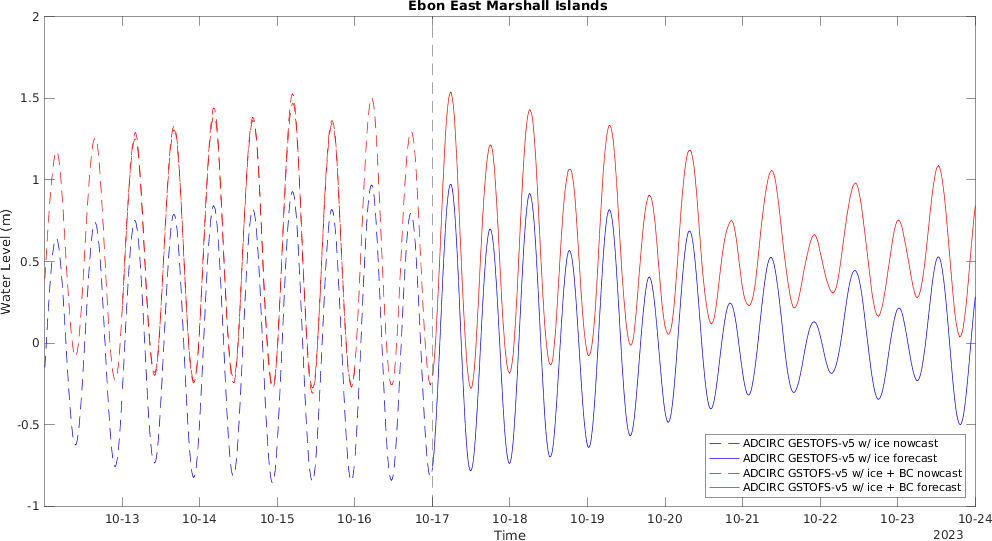 Ebon East Marshall Islands
2
1.5
1
0.5
0
-0.5
-1
Water Level (m)
10-13 10-14 10-15 10-16 10-17 10-18 10-19 10-20 10-21 10-22 10-23 10-24
Time
2023
ADCIRC GESTOFS-v5 w/ ice nowcast
ADCIRC GESTOFS-v5 w/ ice forecast
ADCIRC GSTOFS-v5 w/ ice + BC nowcast
ADCIRC GSTOFS-v5 w/ ice + BC forecast